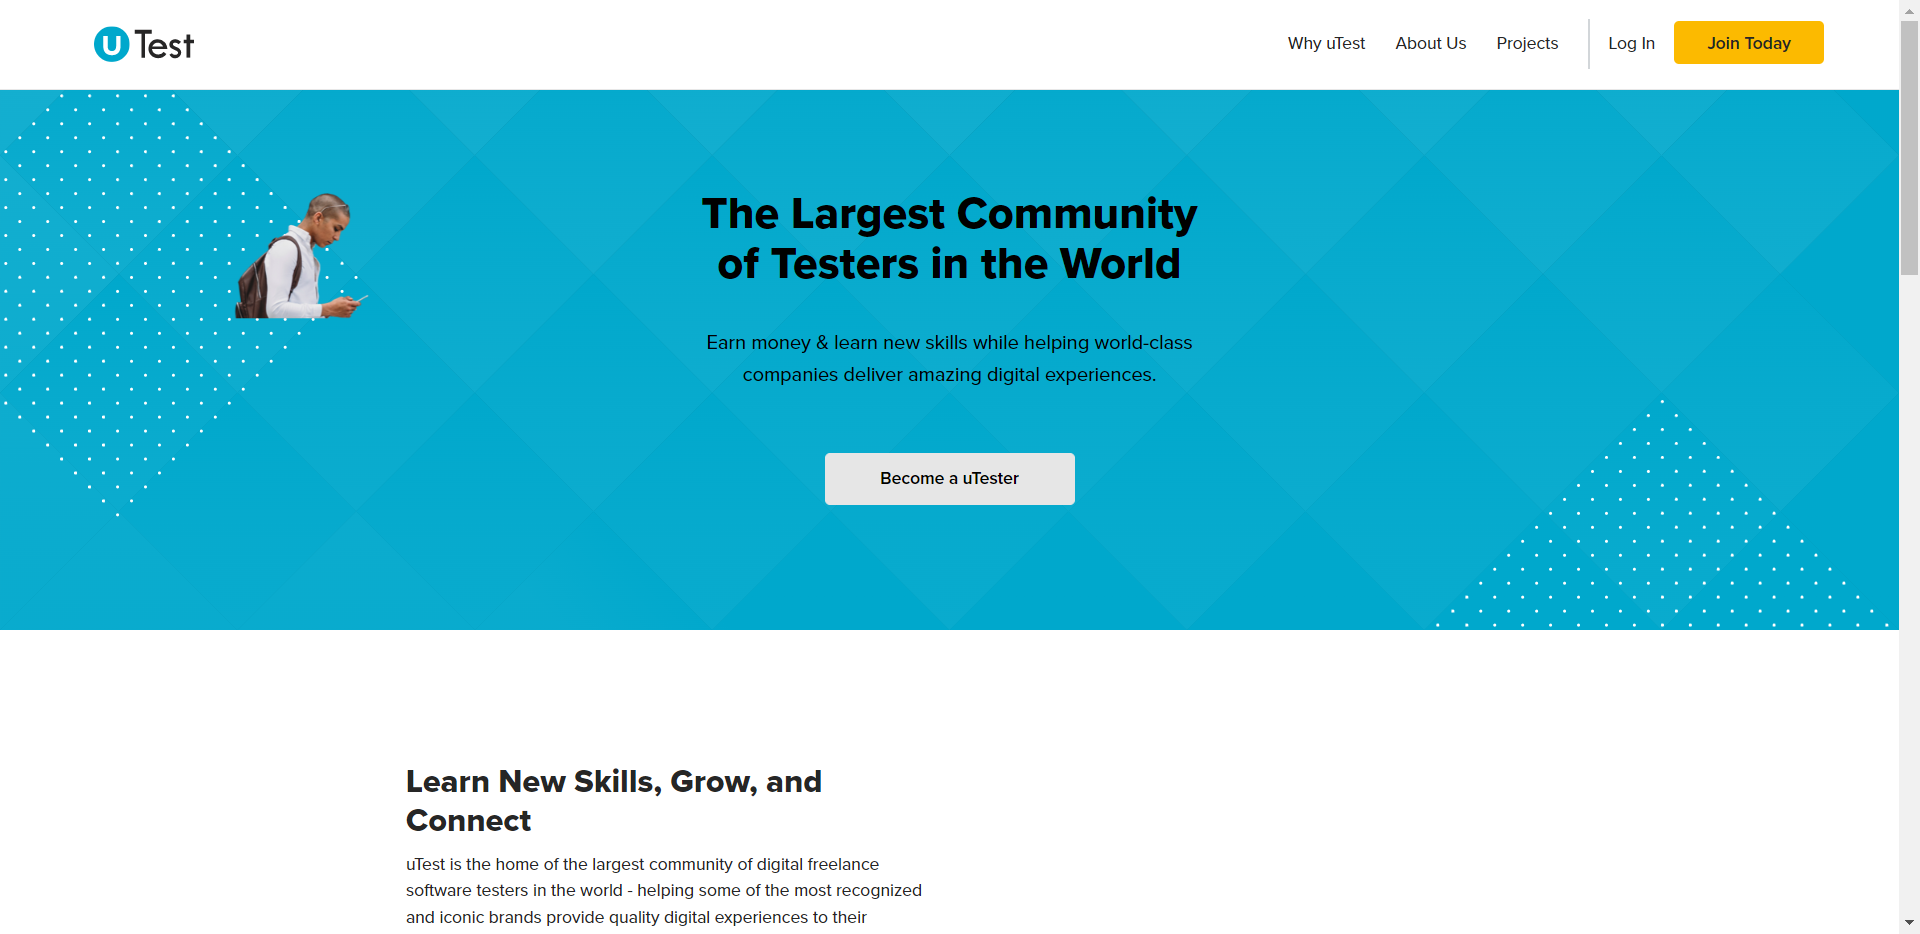 uTest
Why uTest
About Us
Projects
Log In
Join Today
The Largest Community
of Testers in the World
Earn money & learn new skills while helping world-class
companies deliver amazing digital experiences.
Become a uTester
Learn New Skills, Grow, and
Connect
uTest is the home of the largest community of digital freelance
software testers in the world - helping some of the most recognized
and iconic brands provide quality digital experiences to their